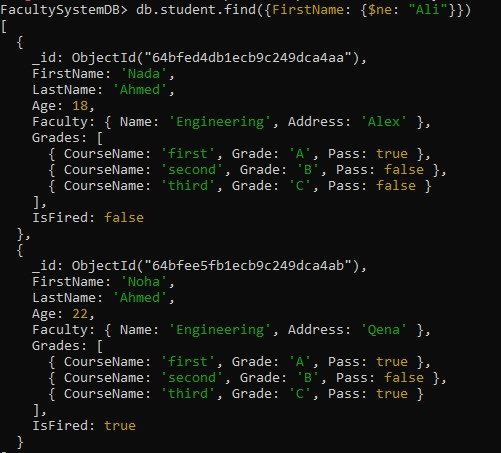 FacultySystemDB> db.student.find({FirstName: {$ne: "Ali"}})
[
  {
    _id: ObjectId("64bfed4db1ecb9c249dca4aa"),
    FirstName: 'Nada',
    LastName: 'Ahmed',
    Age: 18,
    Faculty: { Name: 'Engineering', Address: 'Alex' },
    Grades: [
      { CourseName: 'first', Grade: 'A', Pass: true },
      { CourseName: 'second', Grade: 'B', Pass: false },
      { CourseName: 'third', Grade: 'C', Pass: false }
    ],
    IsFired: false
  },
  {
    _id: ObjectId("64bfee5fb1ecb9c249dca4ab"),
    FirstName: 'Noha',
    LastName: 'Ahmed',
    Age: 22,
    Faculty: { Name: 'Engineering', Address: 'Qena' },
    Grades: [
      { CourseName: 'first', Grade: 'A', Pass: true },
      { CourseName: 'second', Grade: 'B', Pass: false },
      { CourseName: 'third', Grade: 'C', Pass: true }
    ],
    IsFired: true
  }